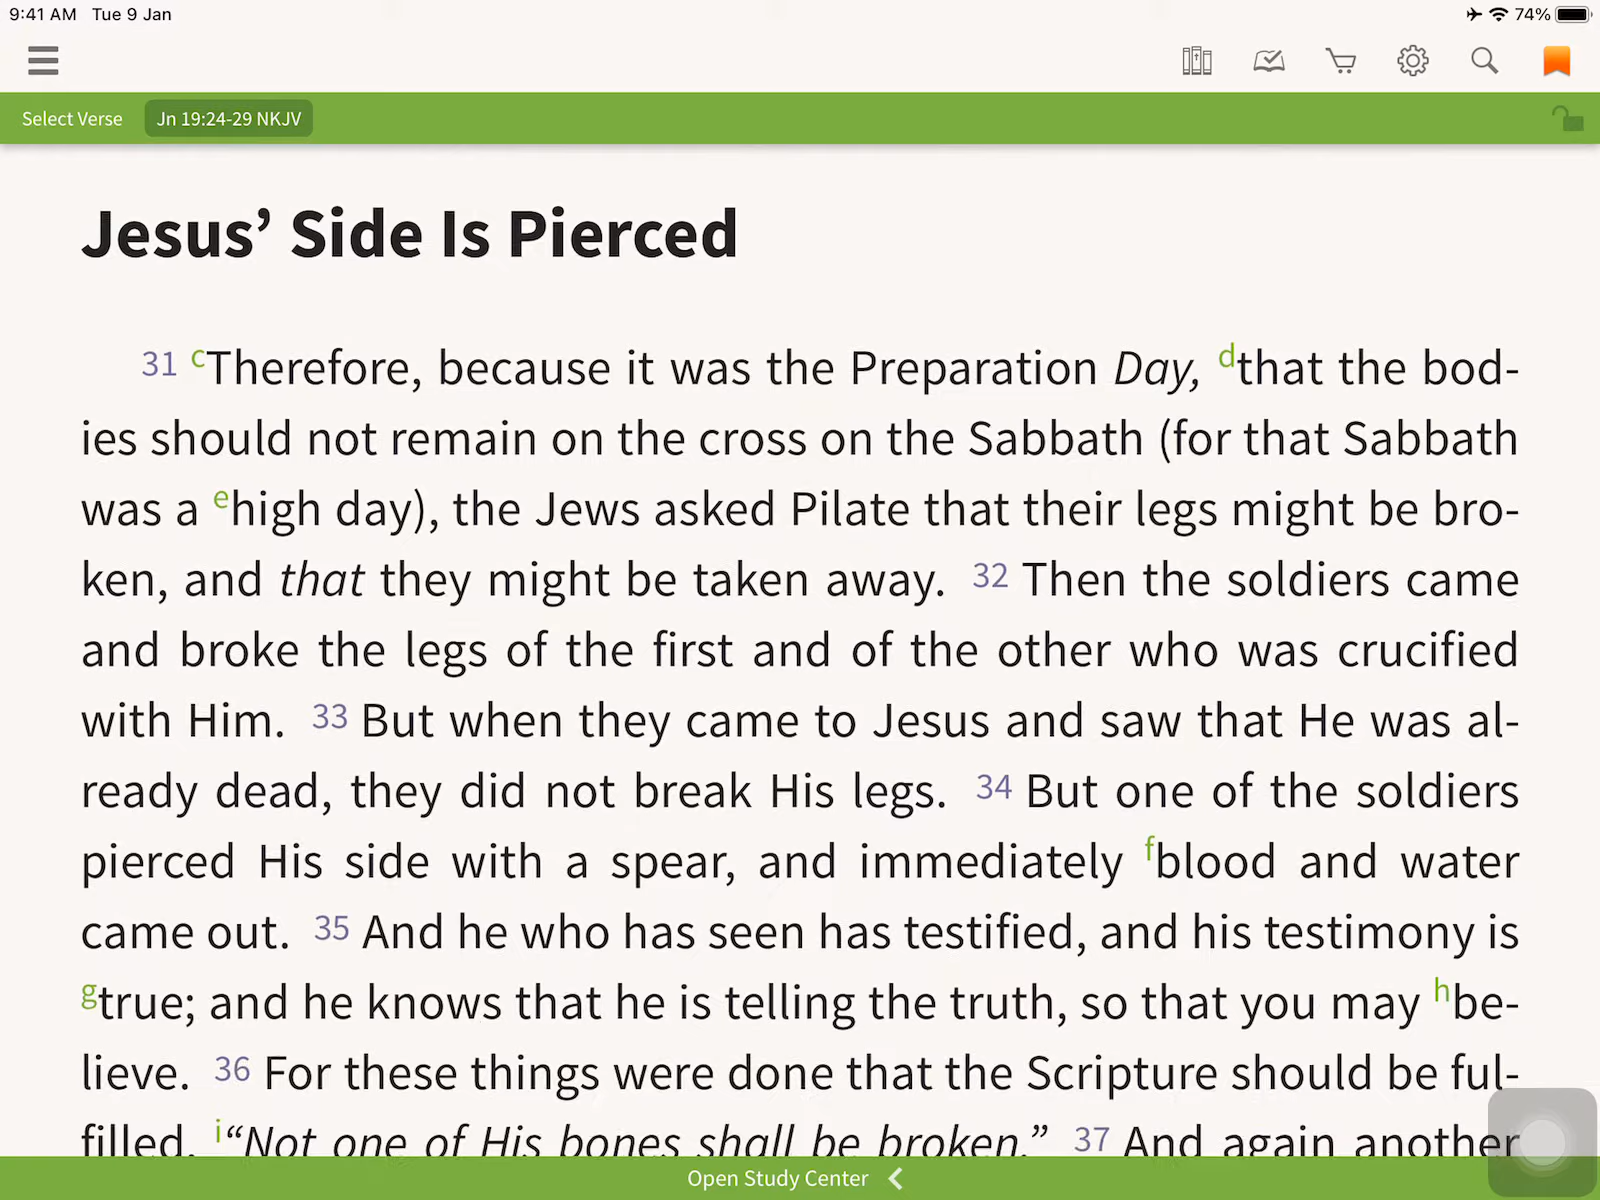 9:41 AM Tue 9 Jan
74%
Select Verse Jn 19:24-29 NKJV
Jesus’ Side Is Pierced
31 cTherefore, because it was the Preparation Day, dthat the bod-
ies should not remain on the cross on the Sabbath (for that Sabbath
was a ehigh day), the Jews asked Pilate that their legs might be bro-
ken, and that they might be taken away. 32 Then the soldiers came
and broke the legs of the first and of the other who was crucified
with Him. 33 But when they came to Jesus and saw that He was al-
ready dead, they did not break His legs. 34 But one of the soldiers
pierced His side with a spear, and immediately fblood and water
came out. 35 And he who has seen has testified, and his testimony is
gtrue; and he knows that he is telling the truth, so that you may hbe-
lieve. 36 For these things were done that the Scripture should be ful-
filled, i“Not one of His bones shall be broken.” 37 And again another
Open Study Center